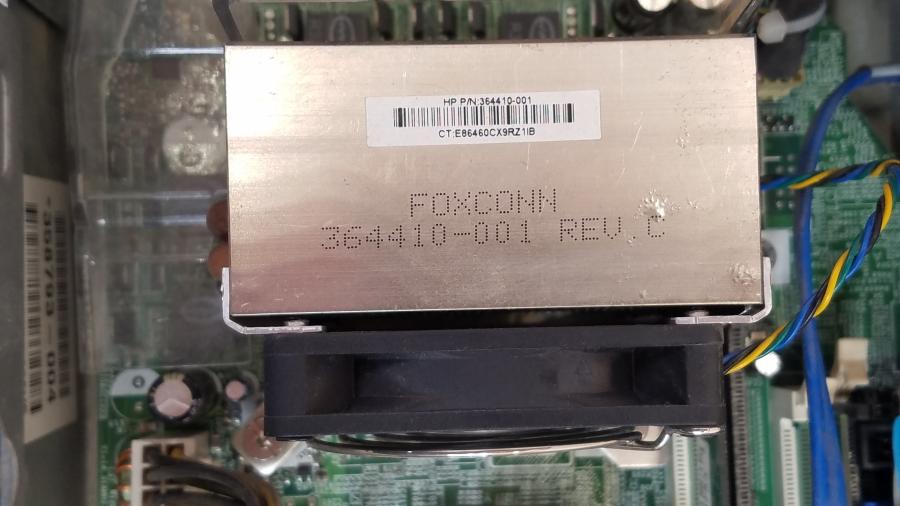 HP P/N:364410-001
CT:E86460CX9RZ1IB
FOXCONN
364410-001 REV C